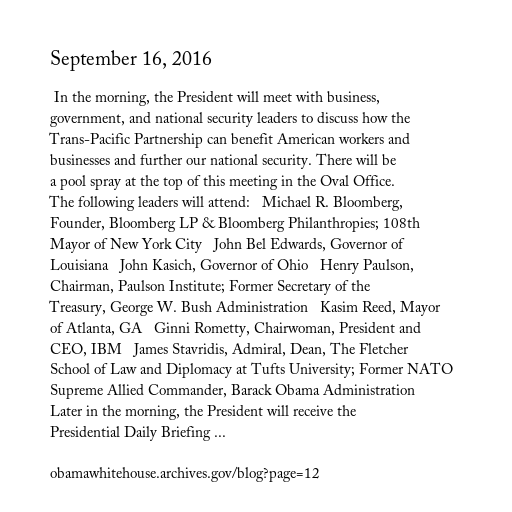 September 16, 2016
In the morning, the President will meet with business,
government, and national security leaders to discuss how the
Trans-Pacific Partnership can benefit American workers and
businesses and further our national security. There will be
a pool spray at the top of this meeting in the Oval Office.
The following leaders will attend:   Michael R. Bloomberg,
Founder, Bloomberg LP & Bloomberg Philanthropies; 108th
Mayor of New York City   John Bel Edwards, Governor of
Louisiana   John Kasich, Governor of Ohio   Henry Paulson,
Chairman, Paulson Institute; Former Secretary of the
Treasury, George W. Bush Administration   Kasim Reed, Mayor
of Atlanta, GA   Ginni Rometty, Chairwoman, President and
CEO, IBM   James Stavridis, Admiral, Dean, The Fletcher
School of Law and Diplomacy at Tufts University; Former NATO
Supreme Allied Commander, Barack Obama Administration
Later in the morning, the President will receive the
Presidential Daily Briefing ...
obamawhitehouse.archives.gov/blog?page=12